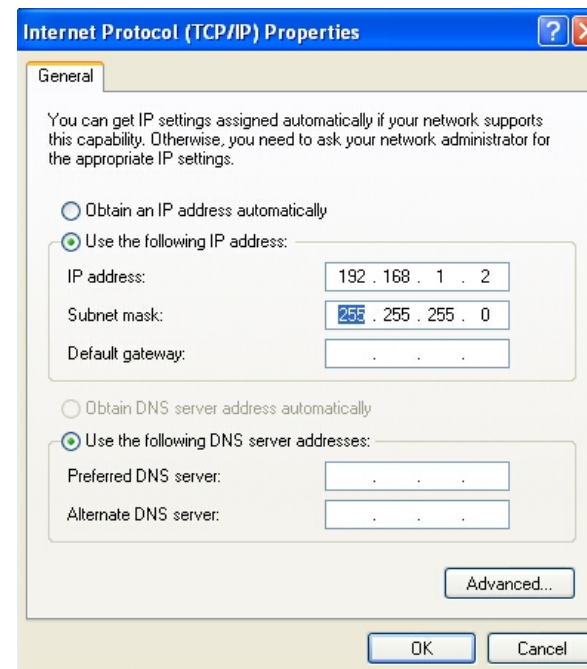 Internet Protocol (TCP/IP) Properties
General
You can get IP settings assigned automatically if your network supports
this capability. Otherwise, you need to ask your network administrator for
the appropriate IP settings.
Obtain an IP address automatically
Use the following IP address:
IP address: 192 . 168 . 1 . 2
Subnet mask: 255 . 255 . 255 . 0
Default gateway: . . .
Obtain DNS server address automatically
Use the following DNS server addresses:
Preferred DNS server: . . .
Alternate DNS server: . . .
Advanced...
OK Cancel